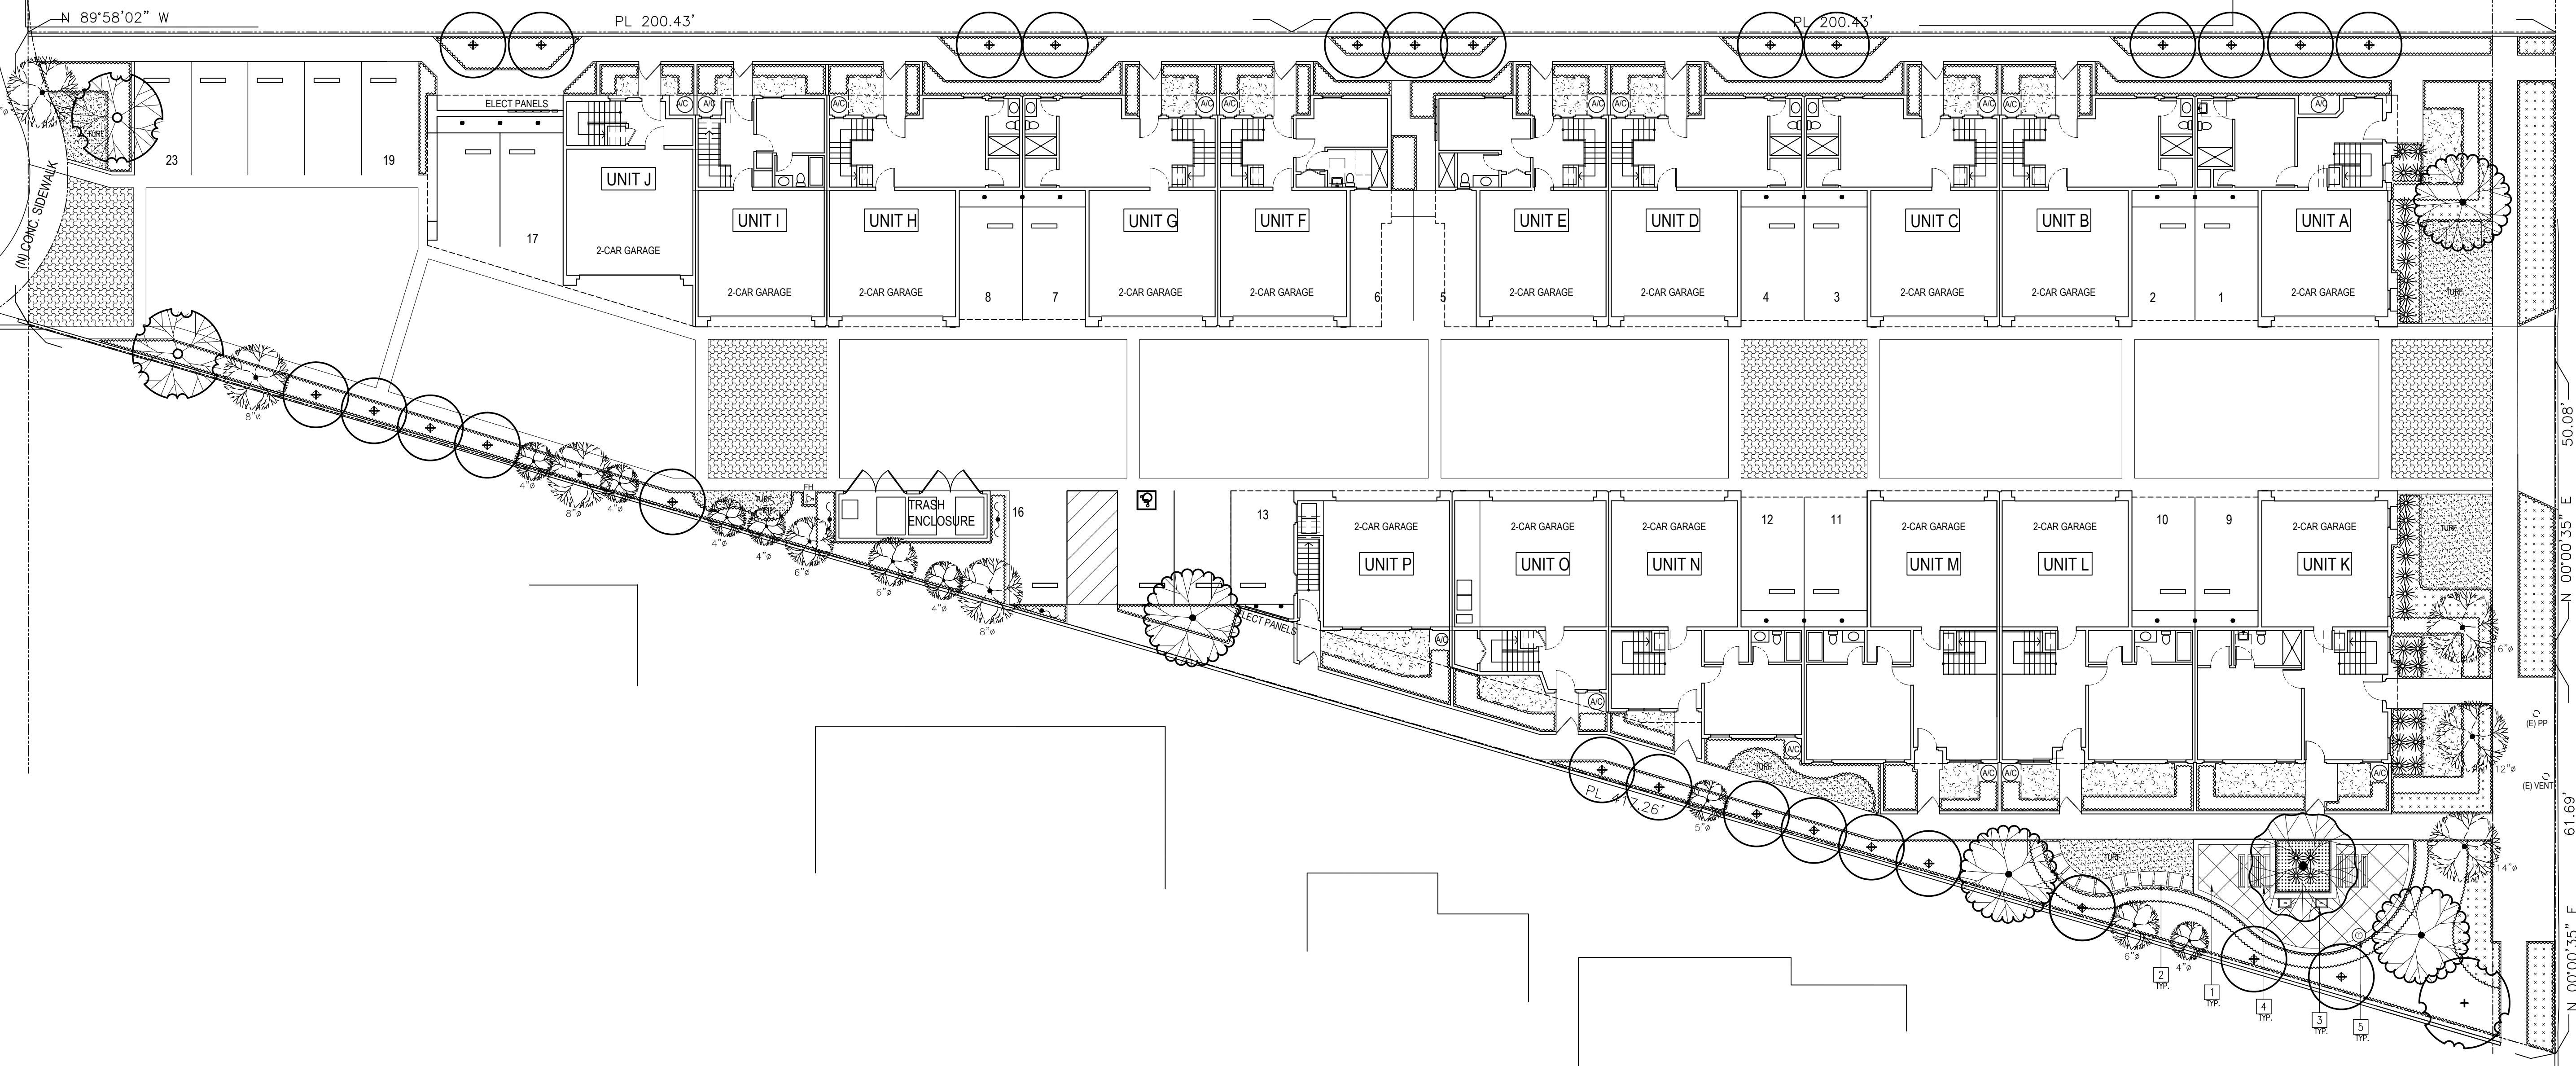 N 89°58'02" W
PL 200.43'
PL 200.43'
ELECT PANELS
A/C
A/C
A/C
A/C
A/C
A/C
A/C
A/C
A/C
A/C
TURF
23
19
(N) CONC. SIDEWALK
17
UNIT J
2-CAR GARAGE
UNIT I
2-CAR GARAGE
UNIT H
2-CAR GARAGE
8
7
UNIT G
2-CAR GARAGE
UNIT F
2-CAR GARAGE
6
5
UNIT E
2-CAR GARAGE
UNIT D
2-CAR GARAGE
4
3
UNIT C
2-CAR GARAGE
UNIT B
2-CAR GARAGE
2
1
UNIT A
2-CAR GARAGE
TURF
50.08'
N 00°00'35" E
8"ø
4"ø
8"ø
4"ø
TURF
FH
4"ø
4"ø
6"ø
TRASH
ENCLOSURE
6"ø
4"ø
8"ø
16
13
ELECT PANELS
2-CAR GARAGE
UNIT P
A/C
2-CAR GARAGE
UNIT O
A/C
2-CAR GARAGE
UNIT N
A/C
12
11
2-CAR GARAGE
UNIT M
A/C
2-CAR GARAGE
UNIT L
A/C
10
9
2-CAR GARAGE
UNIT K
A/C
TURF
16"ø
(E) PP
12"ø
(E) VENT
61.69'
TURF
PL 417.26'
5"ø
TURF
14"ø
N 00°00'35" E
6"ø
4"ø
2
TYP.
1
TYP.
4
TYP.
3
TYP.
5
TYP.